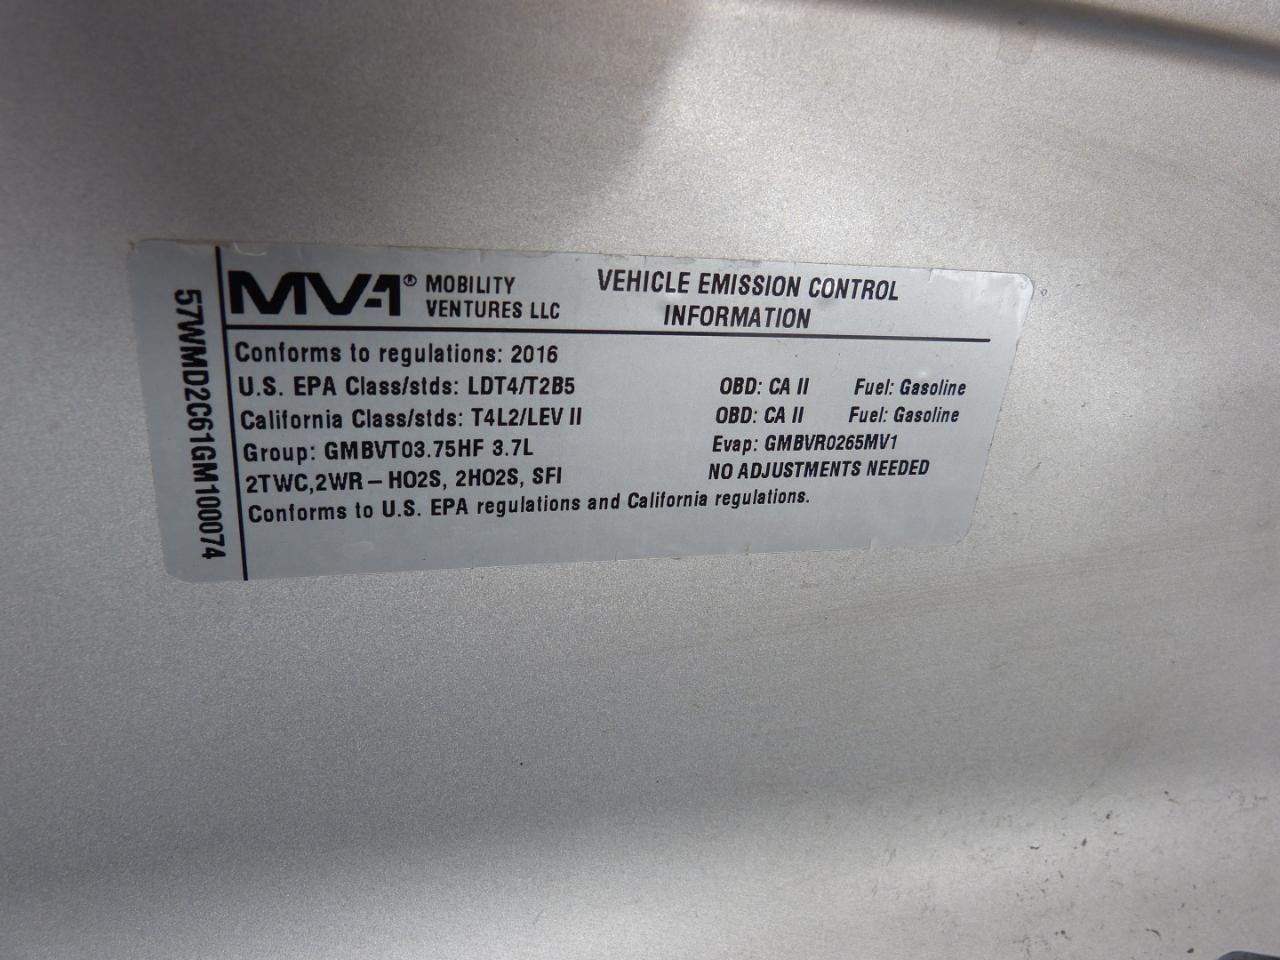 57WMD2C61GM100074
MV-1® MOBILITY VENTURES LLC
VEHICLE EMISSION CONTROL
INFORMATION
Conforms to regulations: 2016
U.S. EPA Class/stds: LDT4/T2B5 OBD: CA II Fuel: Gasoline
California Class/stds: T4L2/LEV II OBD: CA II Fuel: Gasoline
Group: GMBVT03.75HF 3.7L Evap: GMBVR0265MV1
2TWC,2WR – HO2S, 2HO2S, SFI NO ADJUSTMENTS NEEDED
Conforms to U.S. EPA regulations and California regulations.